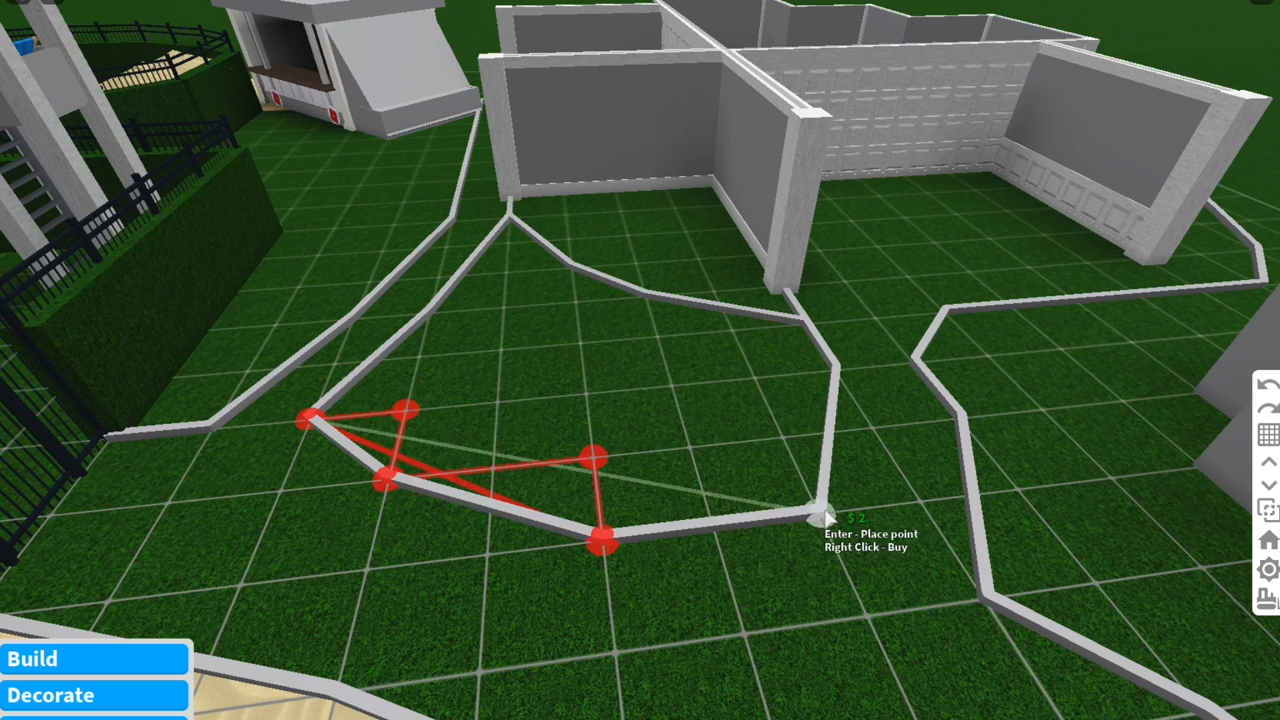 $ 2
Enter - Place point
Right Click - Buy
Build
Decorate